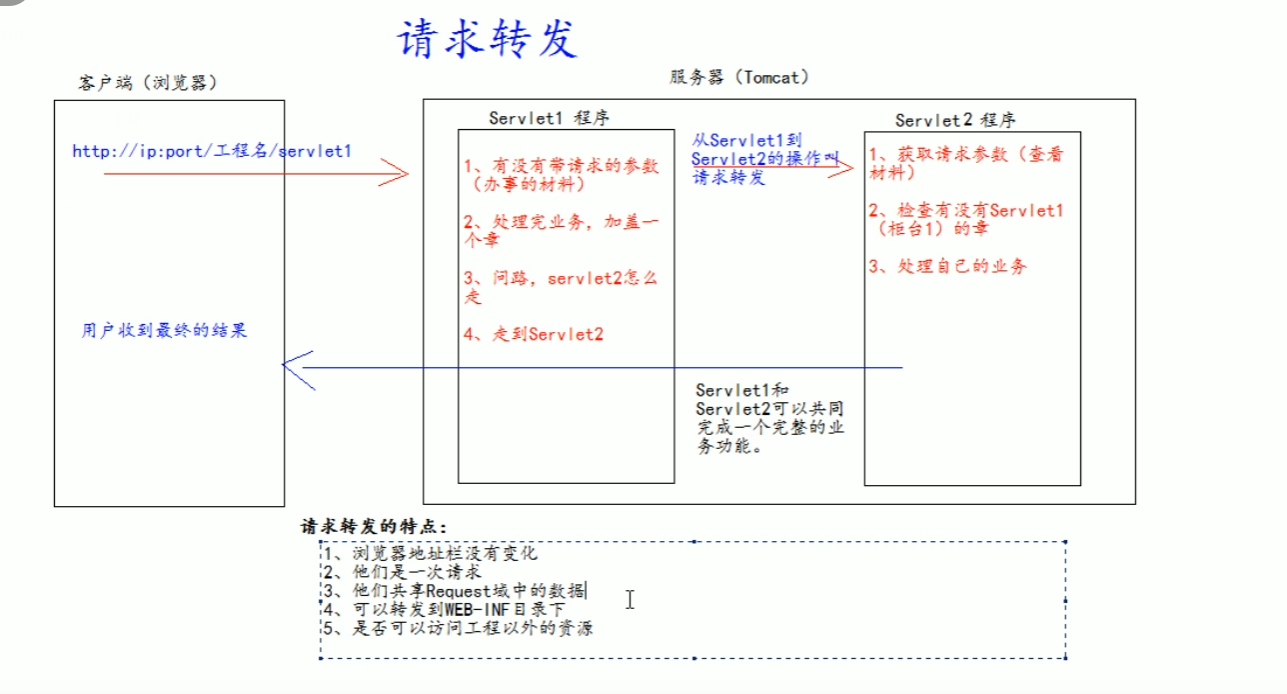 请求转发
客户端（浏览器）
服务器（Tomcat）
http://ip:port/工程名/servlet1
用户收到最终的结果
Servlet1 程序
1、有没有带请求的参数
（办事的材料）
2、处理完业务，加盖一
个章
3、问路，servlet2怎么
走
4、走到Servlet2
从Servlet1到
Servlet2的操作叫
请求转发
Servlet2 程序
1、获取请求参数（查看
材料）
2、检查有没有Servlet1
（柜台1）的章
3、处理自己的业务
Servlet1和
Servlet2可以共同
完成一个完整的业
务功能。
请求转发的特点：
1、浏览器地址栏没有变化
2、他们是一次请求
3、他们共享Request域中的数据
4、可以转发到WEB-INF目录下
5、是否可以访问工程以外的资源